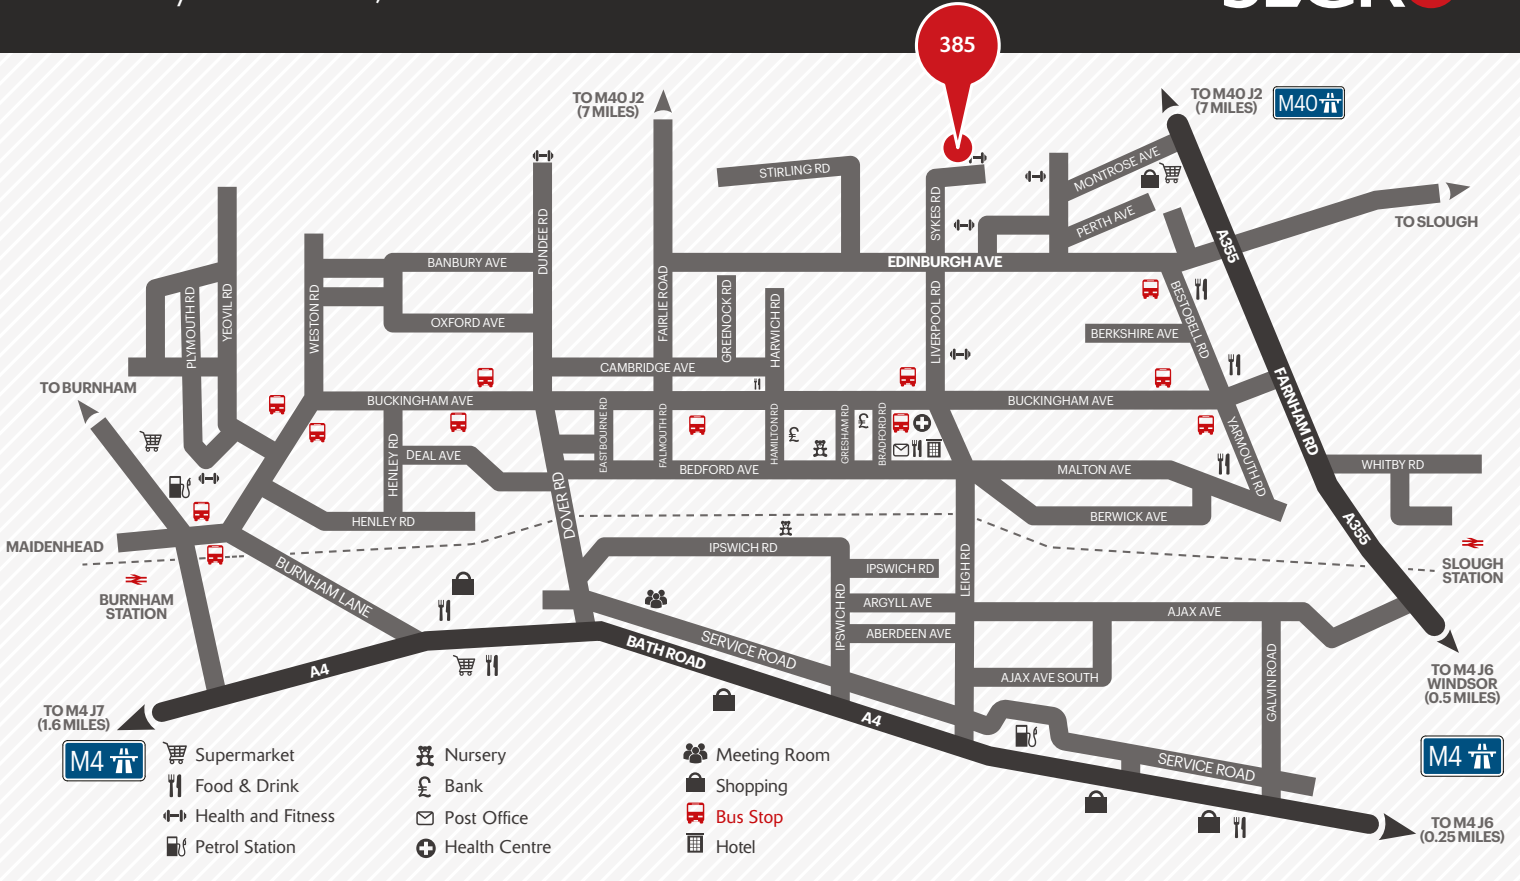 385
TO M40 J2
(7 MILES)
TO M40 J2
(7 MILES)
M40
STIRLING RD
MONTROSE AVE
SYKES RD
PERTH AVE
TO SLOUGH
DUNDEE RD
A355
BANBURY AVE
EDINBURGH AVE
FAIRLIE ROAD
GREENOCK RD
HARWICH RD
LIVERPOOL RD
BESTOBELL RD
PLYMOUTH RD
YEOVIL RD
WESTON RD
OXFORD AVE
BERKSHIRE AVE
CAMBRIDGE AVE
TO BURNHAM
BUCKINGHAM AVE
BUCKINGHAM AVE
FARNHAM RD
EASTBOURNE RD
FALMOUTH RD
HAMILTON RD
GRESHAM RD
BRADFORD RD
YARMOUTH RD
HENLEY RD
DEAL AVE
BEDFORD AVE
MALTON AVE
WHITBY RD
DOVER RD
HENLEY RD
BERWICK AVE
A355
MAIDENHEAD
IPSWICH RD
LEIGH RD
IPSWICH RD
SLOUGH
STATION
BURNHAM
STATION
BURNHAM LANE
IPSWICH RD
ARGYLL AVE
AJAX AVE
ABERDEEN AVE
SERVICE ROAD
BATH ROAD
A4
AJAX AVE SOUTH
GALVIN ROAD
TO M4 J6
WINDSOR
(0.5 MILES)
TO M4 J7
(1.6 MILES)
A4
M4
M4
SERVICE ROAD
Supermarket
Food & Drink
Health and Fitness
Petrol Station
Nursery
Bank
Post Office
Health Centre
Meeting Room
Shopping
Bus Stop
Hotel
TO M4 J6
(0.25 MILES)